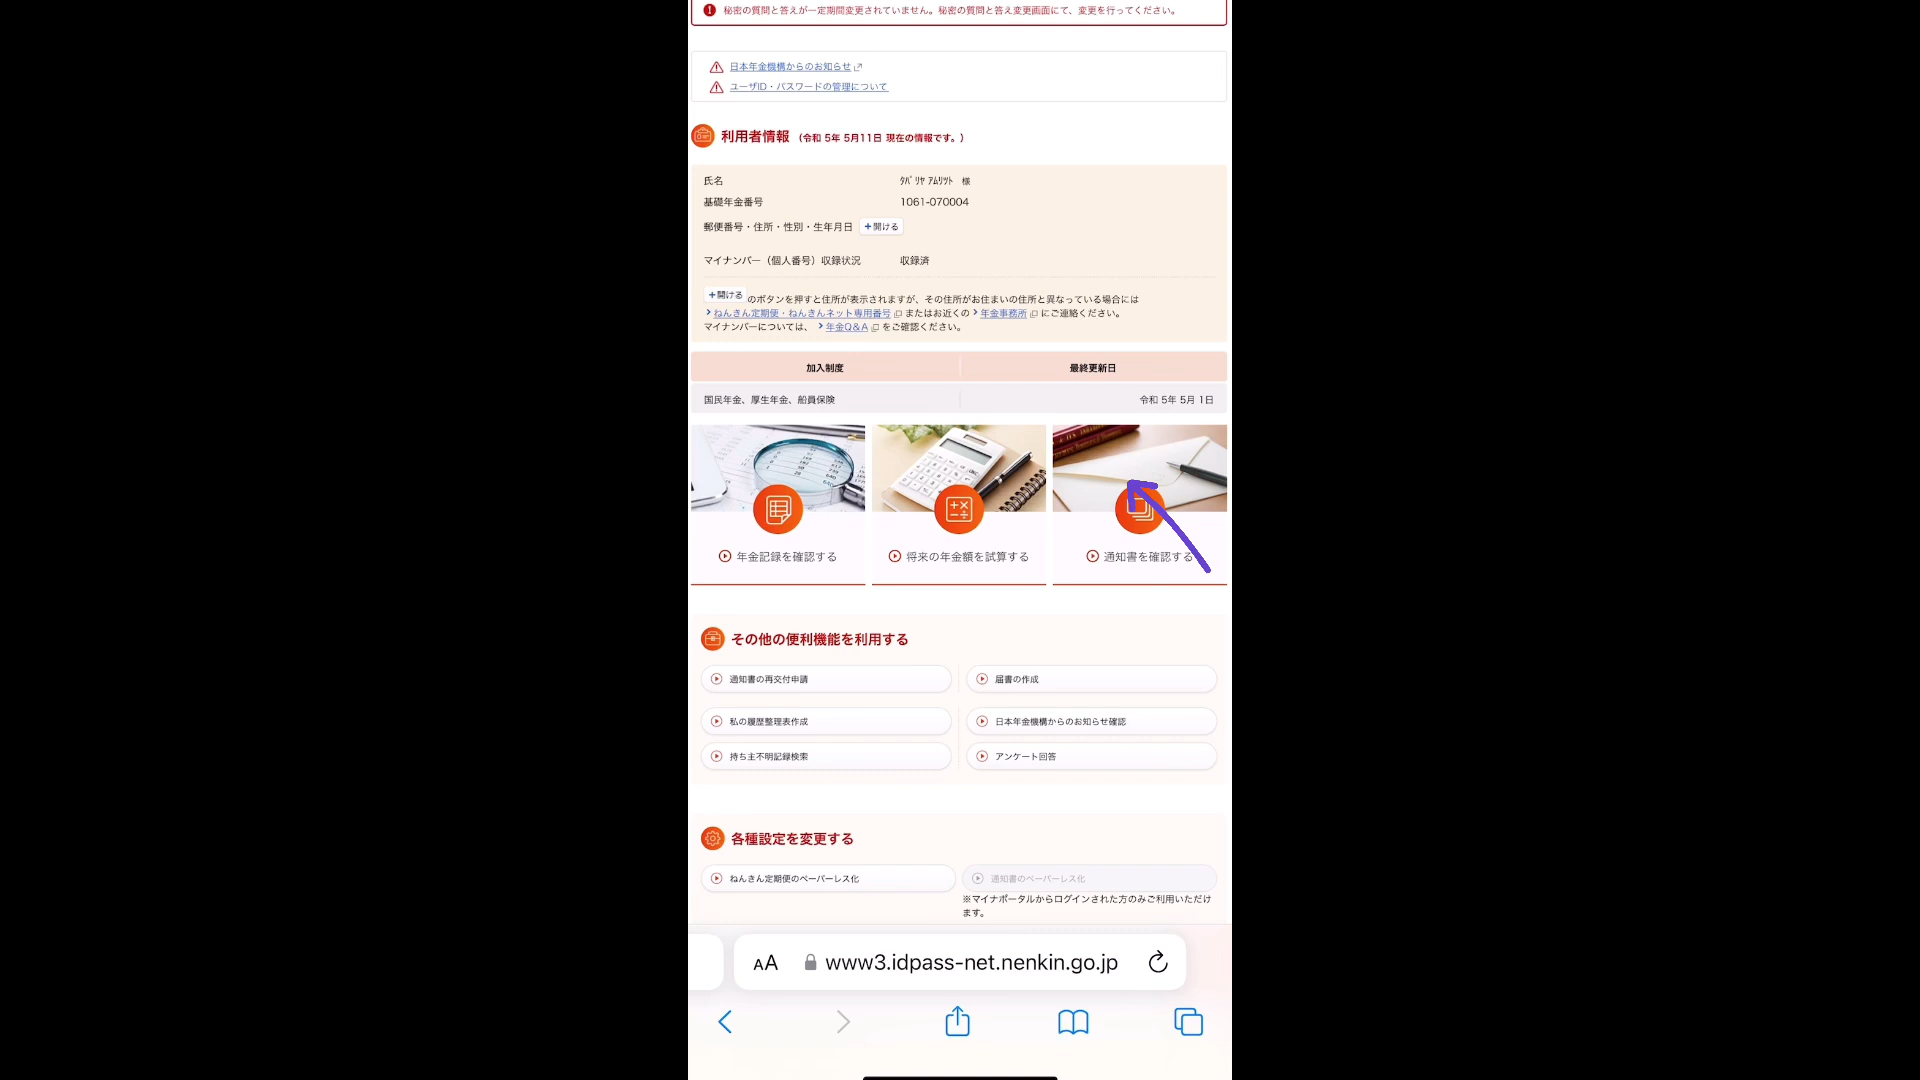 秘密の質問と答えが一定期間変更されていません。秘密の質問と答え変更画面にて、変更を行ってください。
日本年金機構からのお知らせ
ユーザID・パスワードの管理について
利用者情報 (令和 5年 5月11日 現在の情報です。)
氏名 ﾀﾊﾟﾘﾔ ｱﾑﾘﾂﾄ 様
基礎年金番号 1061-070004
郵便番号・住所・性別・生年月日 +開ける
マイナンバー(個人番号)収録状況 収録済
+開ける のボタンを押すと住所が表示されますが、その住所がお住まいの住所と異なっている場合には
ねんきん定期便・ねんきんネット専用番号 またはお近くの 年金事務所 にご連絡ください。
マイナンバーについては、 年金Q&A をご確認ください。
加入制度 最終更新日
国民年金、厚生年金、船員保険 令和 5年 5月 1日
年金記録を確認する 将来の年金額を試算する 通知書を確認する
その他の便利機能を利用する
通知書の再交付申請 届書の作成
私の履歴整理表作成 日本年金機構からのお知らせ確認
持ち主不明記録検索 アンケート回答
各種設定を変更する
ねんきん定期便のペーパーレス化 通知書のペーパーレス化
※マイナポータルからログインされた方のみご利用いただけ
ます。
AA www3.idpass-net.nenkin.go.jp